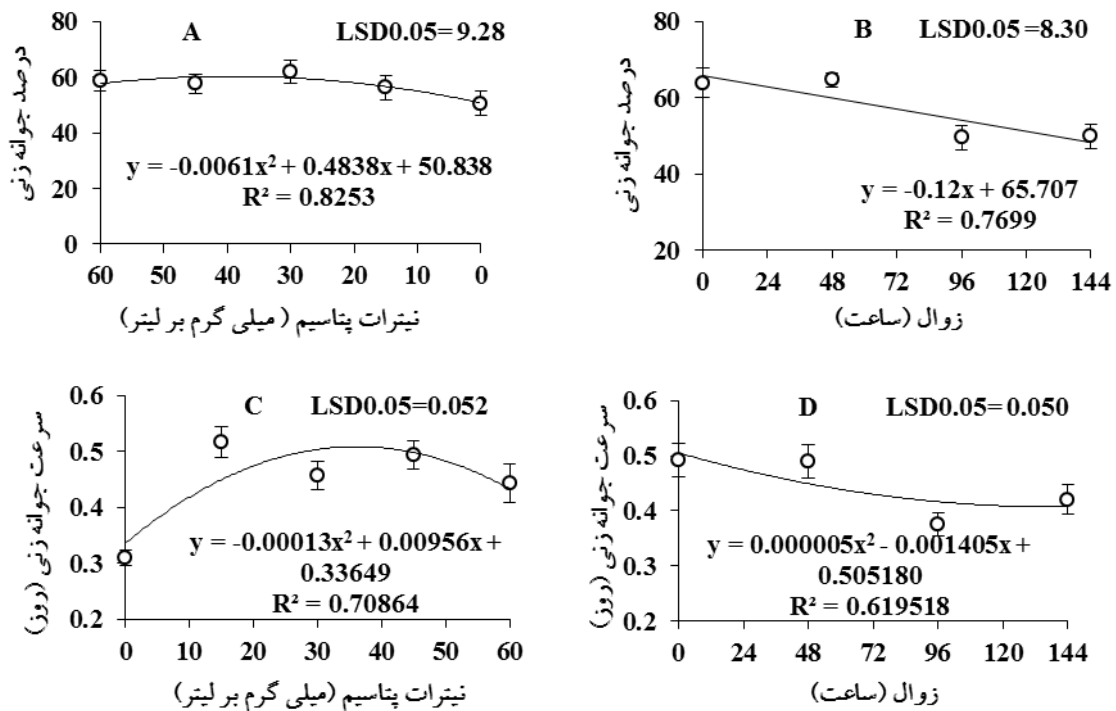 A LSD0.05= 9.28
80
60
40
20
0
y = -0.0061x² + 0.4838x + 50.838
R² = 0.8253
60 50 40 30 20 10 0
درصد جوانه زنی
نیترات پتاسیم ( میلی گرم بر لیتر)
B LSD0.05 =8.30
80
60
40
20
y = -0.12x + 65.707
R² = 0.7699
0 24 48 72 96 120 144
درصد جوانه زنی
زوال (ساعت)
C LSD0.05=0.052
0.6
0.5
0.4
0.3
0.2
y = -0.00013x² + 0.00956x +
0.33649
R² = 0.70864
0 10 20 30 40 50 60
سرعت جوانه زنی (روز)
نیترات پتاسیم (میلی گرم بر لیتر)
D LSD0.05= 0.050
0.6
0.5
0.4
0.3
0.2
y = 0.000005x² - 0.001405x +
0.505180
R² = 0.619518
0 24 48 72 96 120 144
سرعت جوانه زنی (روز)
زوال (ساعت)